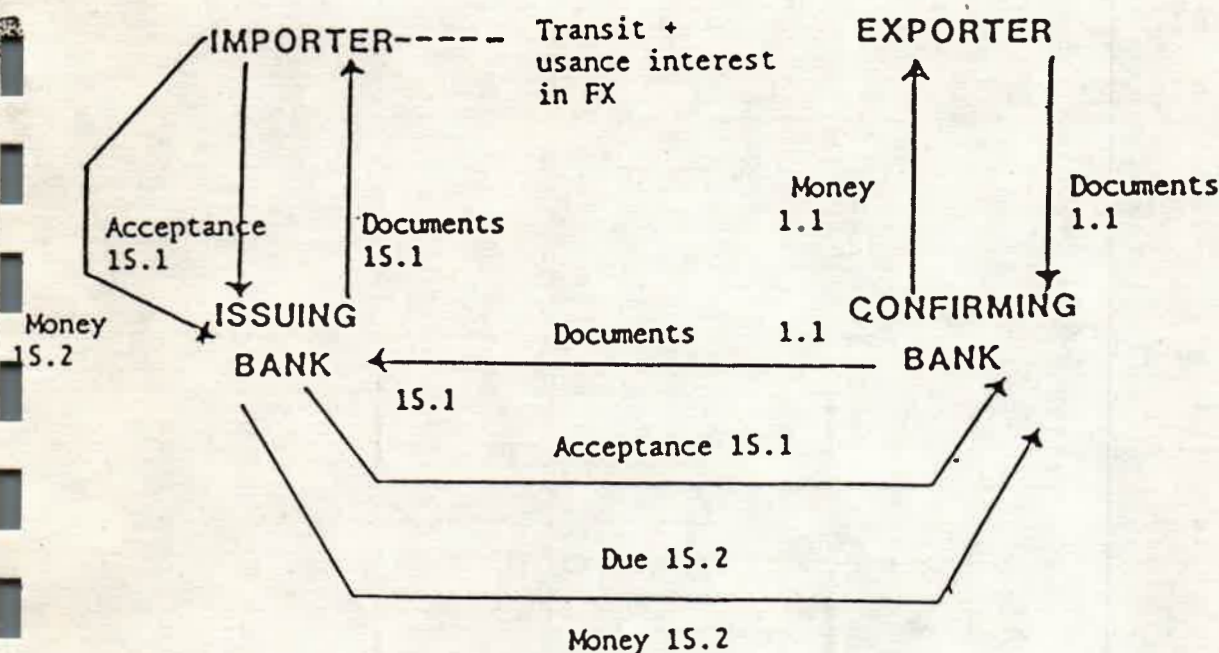 IMPORTER
Transit +
usance interest
in FX
EXPORTER
Acceptance
15.1
Documents
15.1
Money
1.1
Documents
1.1
Money
15.2
ISSUING
BANK
Documents 1.1
15.1
CONFIRMING
BANK
Acceptance 15.1
Due 15.2
Money 15.2